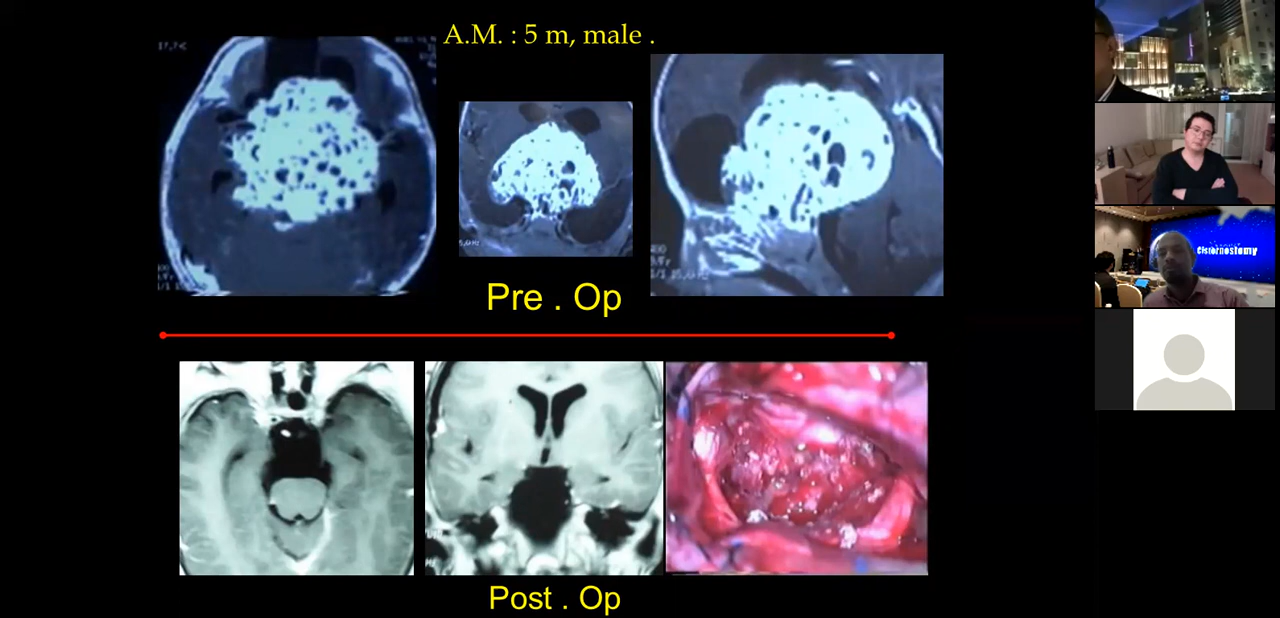 A.M. : 5 m, male .
Pre . Op
Post . Op
Cisternostomy